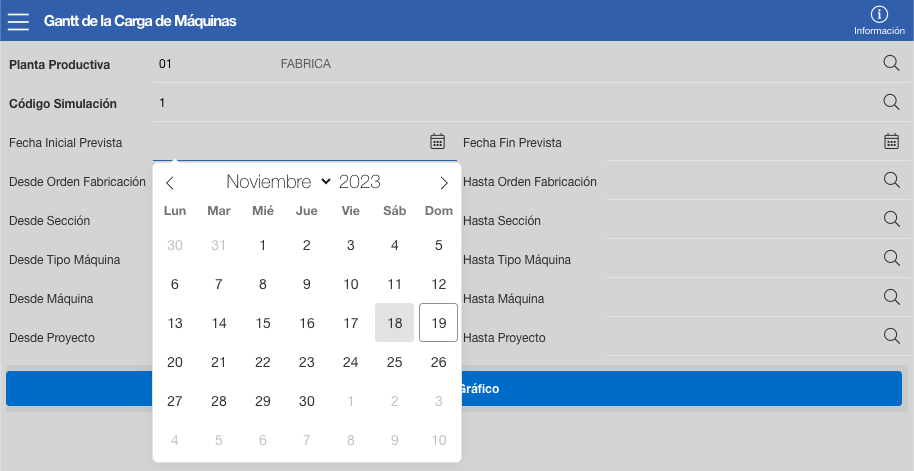 Gantt de la Carga de Máquinas
Información
Planta Productiva 01 FABRICA
Código Simulación 1
Fecha Inicial Prevista Fecha Fin Prevista
Desde Orden Fabricación Hasta Orden Fabricación
Desde Sección Hasta Sección
Desde Tipo Máquina Hasta Tipo Máquina
Desde Máquina Hasta Máquina
Desde Proyecto Hasta Proyecto
Gráfico
Noviembre 2023
Lun Mar Mié Jue Vie Sáb Dom
30 31 1 2 3 4 5
6 7 8 9 10 11 12
13 14 15 16 17 18 19
20 21 22 23 24 25 26
27 28 29 30 1 2 3
4 5 6 7 8 9 10